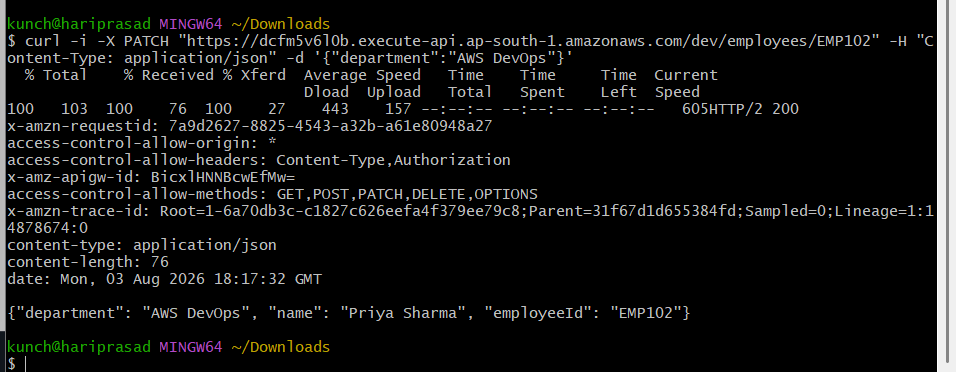 kunch@hariprasad MINGW64 ~/Downloads
$ curl -i -X PATCH "https://dcfm5v6l0b.execute-api.ap-south-1.amazonaws.com/dev/employees/EMP102" -H "C
ontent-Type: application/json" -d '{"department":"AWS DevOps"}'
  % Total    % Received % Xferd  Average Speed   Time    Time     Time  Current
                                 Dload  Upload   Total   Spent    Left  Speed
100   103  100    76  100    27    443    157 --:--:-- --:--:-- --:--:--   605HTTP/2 200
x-amzn-requestid: 7a9d2627-8825-4543-a32b-a61e80948a27
access-control-allow-origin: *
access-control-allow-headers: Content-Type,Authorization
x-amz-apigw-id: BicxlHNNBcwEfMw=
access-control-allow-methods: GET,POST,PATCH,DELETE,OPTIONS
x-amzn-trace-id: Root=1-6a70db3c-c1827c626eefa4f379ee79c8;Parent=31f67d1d655384fd;Sampled=0;Lineage=1:1
4878674:0
content-type: application/json
content-length: 76
date: Mon, 03 Aug 2026 18:17:32 GMT

{"department": "AWS DevOps", "name": "Priya Sharma", "employeeId": "EMP102"}

kunch@hariprasad MINGW64 ~/Downloads
$